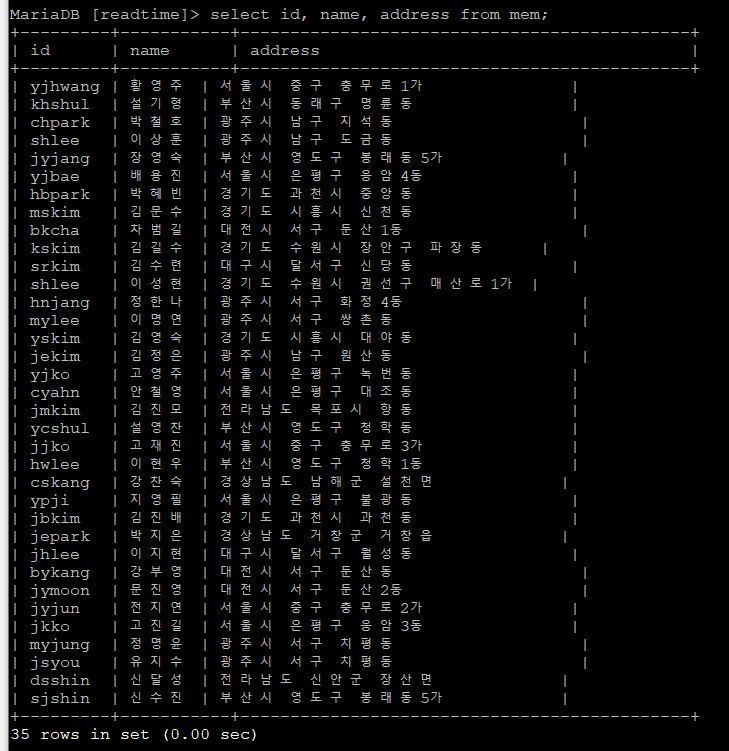 MariaDB [readtime]> select id, name, address from mem;
+---------+-----------+----------------------------------------------+
| id | name | address |
+---------+-----------+----------------------------------------------+
| yjhwang | 황영주 | 서울시 중구 충무로1가 |
| khshul | 설기형 | 부산시 동래구 명륜동 |
| chpark | 박철호 | 광주시 남구 지석동 |
| shlee | 이상훈 | 광주시 남구 도금동 |
| jyjang | 장영숙 | 부산시 영도구 봉래동5가 |
| yjbae | 배용진 | 서울시 은평구 응암4동 |
| hbpark | 박혜빈 | 경기도 과천시 중앙동 |
| mskim | 김문수 | 경기도 시흥시 신천동 |
| bkcha | 차범길 | 대전시 서구 둔산1동 |
| kskim | 김길수 | 경기도 수원시 장안구 파장동 |
| srkim | 김수련 | 대구시 달서구 신당동 |
| shlee | 이성현 | 경기도 수원시 권선구 매산로1가 |
| hnjang | 정한나 | 광주시 서구 화정4동 |
| mylee | 이명연 | 광주시 서구 쌍촌동 |
| yskim | 김영숙 | 경기도 시흥시 대야동 |
| jekim | 김정은 | 광주시 남구 원산동 |
| yjko | 고영주 | 서울시 은평구 녹번동 |
| cyahn | 안철영 | 서울시 은평구 대조동 |
| jmkim | 김진모 | 전라남도 목포시 항동 |
| ycshul | 설영찬 | 부산시 영도구 청학동 |
| jjko | 고재진 | 서울시 중구 충무로3가 |
| hwlee | 이현우 | 부산시 영도구 청학1동 |
| cskang | 강찬숙 | 경상남도 남해군 설천면 |
| ypji | 지영필 | 서울시 은평구 불광동 |
| jbkim | 김진배 | 경기도 과천시 과천동 |
| jepark | 박지은 | 경상남도 거창군 거창읍 |
| jhlee | 이지현 | 대구시 달서구 월성동 |
| bykang | 강부영 | 대전시 서구 둔산동 |
| jymoon | 문진영 | 대전시 서구 둔산2동 |
| jyjun | 전지연 | 서울시 중구 충무로2가 |
| jkko | 고진길 | 서울시 은평구 응암3동 |
| myjung | 정명윤 | 광주시 서구 치평동 |
| jsyou | 유지수 | 광주시 서구 치평동 |
| dsshin | 신달성 | 전라남도 신안군 장산면 |
| sjshin | 신수진 | 부산시 영도구 봉래동5가 |
+---------+-----------+----------------------------------------------+
35 rows in set (0.00 sec)